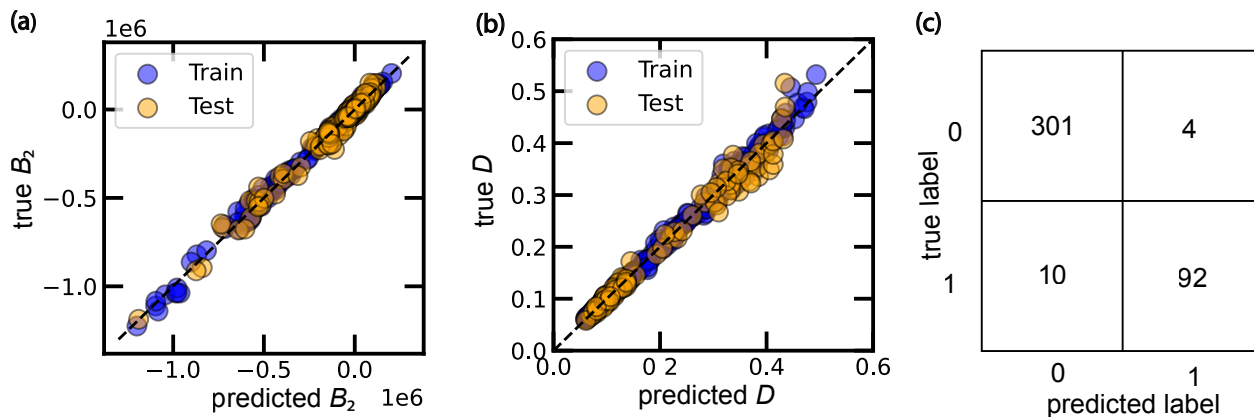 (a)
1e6
Train
Test
0.0
−0.5
−1.0
true B₂
−1.0
−0.5
0.0
predicted B₂
1e6
(b)
0.6
0.5
0.4
0.3
0.2
0.1
0.0
Train
Test
true D
0.0
0.2
0.4
0.6
predicted D
(c)
true label
0
301
4
1
10
92
0
1
predicted label